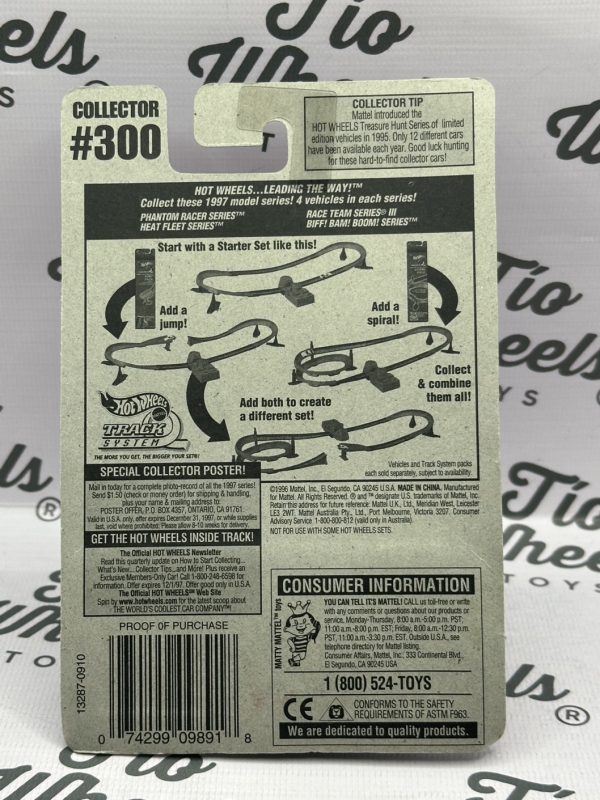 Tio
Wheels
TOYS
COLLECTOR
#300
T
COLLECTOR TIP
Mattel introduced the
HOT WHEELS Treasure Hunt Series of limited
edition vehicles in 1995. Only 12 different cars
have been available each year. Good luck hunting
for these hard-to-find collector cars!
HOT WHEELS...LEADING THE WAY!™
Collect these 1997 model series! 4 vehicles in each series!
PHANTOM RACER SERIES™ RACE TEAM SERIES® III
HEAT FLEET SERIES™ BIFF! BAM! BOOM! SERIES™
Start with a Starter Set like this!
Add a
jump!
Add a
spiral!
Collect
& combine
them all!
Add both to create
a different set!
Hot Wheels
TRACK
SYSTEM
THE MORE YOU GET, THE BIGGER YOUR SET!®
Vehicles and Track System packs
each sold separately, subject to availability.
SPECIAL COLLECTOR POSTER!
Mail in today for a complete photo-record of all the 1997 series!
Send $1.50 (check or money order) for shipping & handling,
plus your name & mailing address to:
POSTER OFFER, P.O. BOX 4357, ONTARIO, CA 91761
Valid in U.S.A. only, offer expires December 31, 1997, or while supplies
last, void where prohibited. Please allow 8-10 weeks for delivery.
GET THE HOT WHEELS INSIDE TRACK!
The Official HOT WHEELS Newsletter
Read this quarterly update on How to Start Collecting...
What's New... Collector Tips...and More! Plus receive an
Exclusive Members-Only Car! Call 1-800-248-6598 for
information. Offer expires 12/1/97. Offer good only in U.S.A.
The Official HOT WHEELS℠ Web Site
Spin by www.hotwheels.com for the latest scoop about
THE WORLD'S COOLEST CAR COMPANY!™
©1996 Mattel, Inc., El Segundo, CA 90245 USA. MADE IN CHINA. Manufactured
for Mattel. All Rights Reserved. ® and ™ designate U.S. trademarks of Mattel, Inc.
Retain this address for future reference: Mattel U.K., Ltd., Meridian West, Leicester
LE3 2WT. Mattel Australia Pty., Ltd., Port Melbourne, Victoria 3207. Consumer
Advisory Service 1-800-800-812 (valid only in Australia).
NOT FOR USE WITH SOME HOT WHEELS SETS.
PROOF OF PURCHASE
13287-0910
0 74299 09891 8
CONSUMER INFORMATION
MATTY MATTEL™ toys
YOU CAN TELL IT'S MATTEL! CALL us toll-free or write
with any comments or questions about our products or
service. Monday-Thursday, 8:00 a.m.-5:00 p.m. PST,
11:00 a.m.-8:00 p.m. EST; Friday, 8:00 a.m.-12:30 p.m.
PST, 11:00 a.m.-3:30 p.m. EST. Outside U.S.A., see
telephone directory for Mattel listing.
Consumer Affairs, Mattel, Inc., 333 Continental Blvd.,
El Segundo, CA 90245 USA
1 (800) 524-TOYS
CE
CONFORMS TO THE SAFETY
REQUIREMENTS OF ASTM F963.
We are dedicated to quality products.
Tio
Wheels
TOYS
Wheels